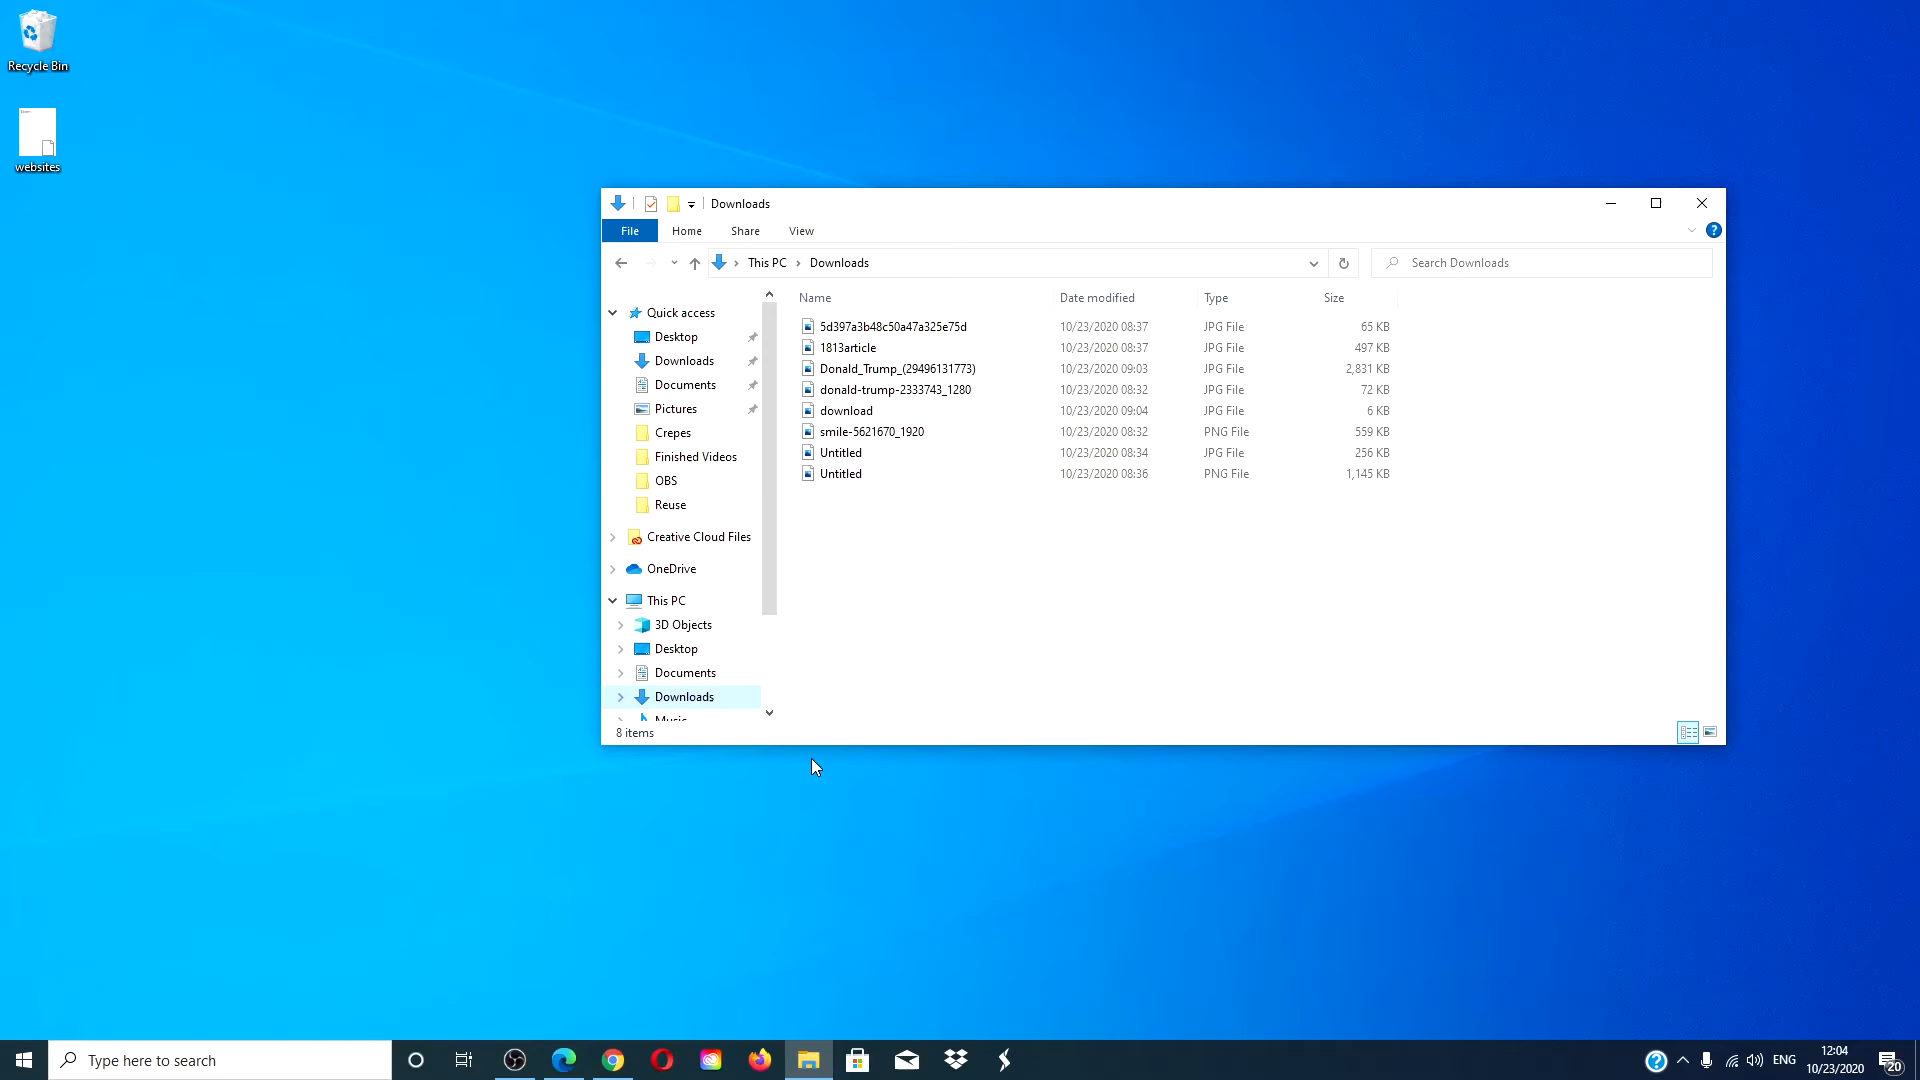 Recycle Bin
websites
Downloads
File Home Share View
This PC Downloads
Search Downloads
Name Date modified Type Size
Quick access
Desktop
Downloads
Documents
Pictures
Crepes
Finished Videos
OBS
Reuse
Creative Cloud Files
OneDrive
This PC
3D Objects
Desktop
Documents
Downloads
Music
5d397a3b48c50a47a325e75d 10/23/2020 08:37 JPG File 65 KB
1813article 10/23/2020 08:37 JPG File 497 KB
Donald_Trump_(29496131773) 10/23/2020 09:03 JPG File 2,831 KB
donald-trump-2333743_1280 10/23/2020 08:32 JPG File 72 KB
download 10/23/2020 09:04 JPG File 6 KB
smile-5621670_1920 10/23/2020 08:32 PNG File 559 KB
Untitled 10/23/2020 08:34 JPG File 256 KB
Untitled 10/23/2020 08:36 PNG File 1,145 KB
8 items
Type here to search
ENG
12:04
10/23/2020
20